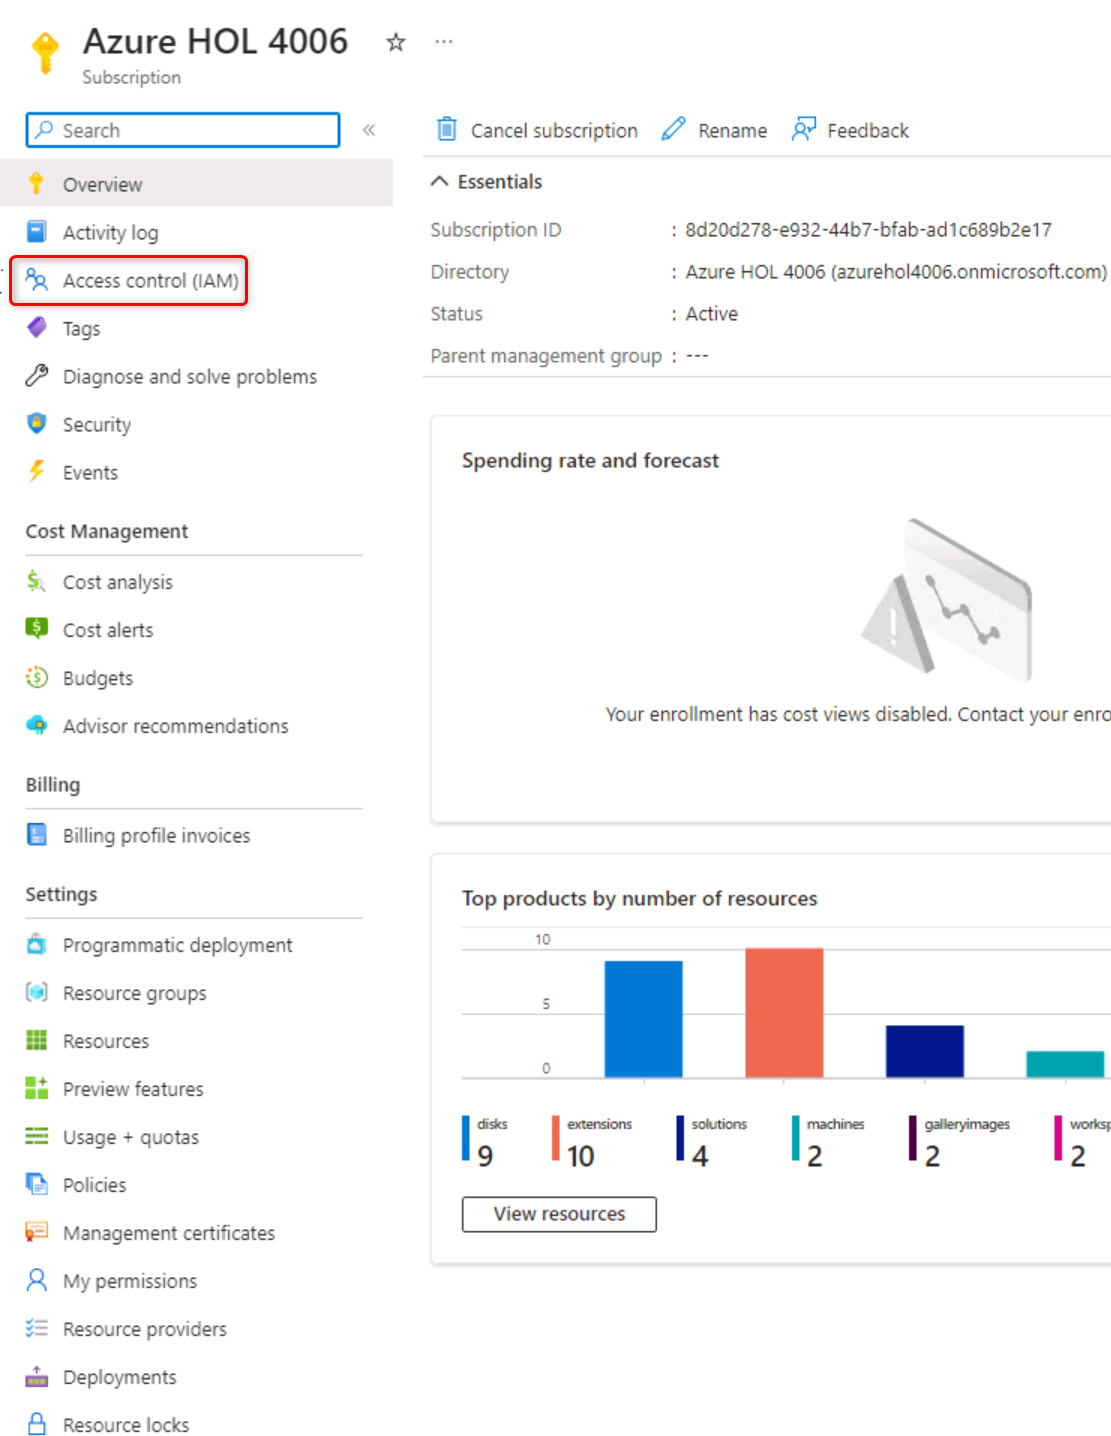 Azure HOL 4006
Subscription
Search
Overview
Activity log
Access control (IAM)
Tags
Diagnose and solve problems
Security
Events
Cost Management
Cost analysis
Cost alerts
Budgets
Advisor recommendations
Billing
Billing profile invoices
Settings
Programmatic deployment
Resource groups
Resources
Preview features
Usage + quotas
Policies
Management certificates
My permissions
Resource providers
Deployments
Resource locks
Cancel subscription Rename Feedback
Essentials
Subscription ID : 8d20d278-e932-44b7-bfab-ad1c689b2e17
Directory : Azure HOL 4006 (azurehol4006.onmicrosoft.com)
Status : Active
Parent management group : ---
Spending rate and forecast
Your enrollment has cost views disabled. Contact your enro
Top products by number of resources
10
5
0
disks extensions solutions machines galleryimages worksp
9 10 4 2 2 2
View resources